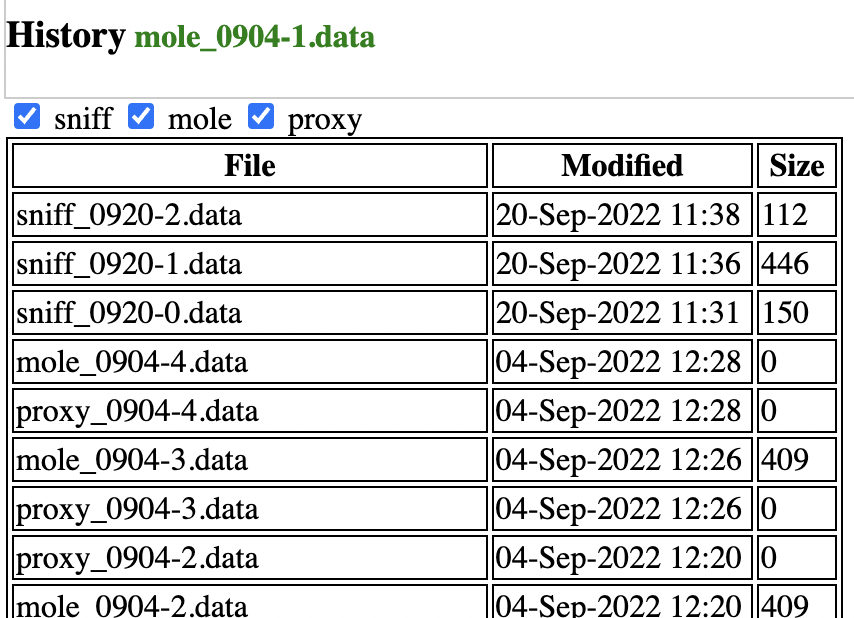 History mole_0904-1.data
sniff mole proxy
File Modified Size
sniff_0920-2.data 20-Sep-2022 11:38 112
sniff_0920-1.data 20-Sep-2022 11:36 446
sniff_0920-0.data 20-Sep-2022 11:31 150
mole_0904-4.data 04-Sep-2022 12:28 0
proxy_0904-4.data 04-Sep-2022 12:28 0
mole_0904-3.data 04-Sep-2022 12:26 409
proxy_0904-3.data 04-Sep-2022 12:26 0
proxy_0904-2.data 04-Sep-2022 12:20 0
mole_0904-2.data 04-Sep-2022 12:20 409